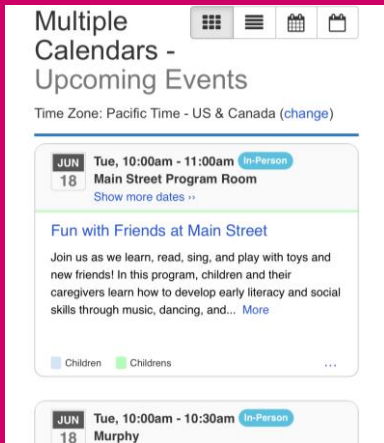 Multiple
Calendars -
Upcoming Events
Time Zone: Pacific Time - US & Canada (change)
JUN
18
Tue, 10:00am - 11:00am In-Person
Main Street Program Room
Show more dates ››
Fun with Friends at Main Street
Join us as we learn, read, sing, and play with toys and
new friends! In this program, children and their
caregivers learn how to develop early literacy and social
skills through music, dancing, and... More
Children Childrens ...
JUN
18
Tue, 10:00am - 10:30am In-Person
Murphy